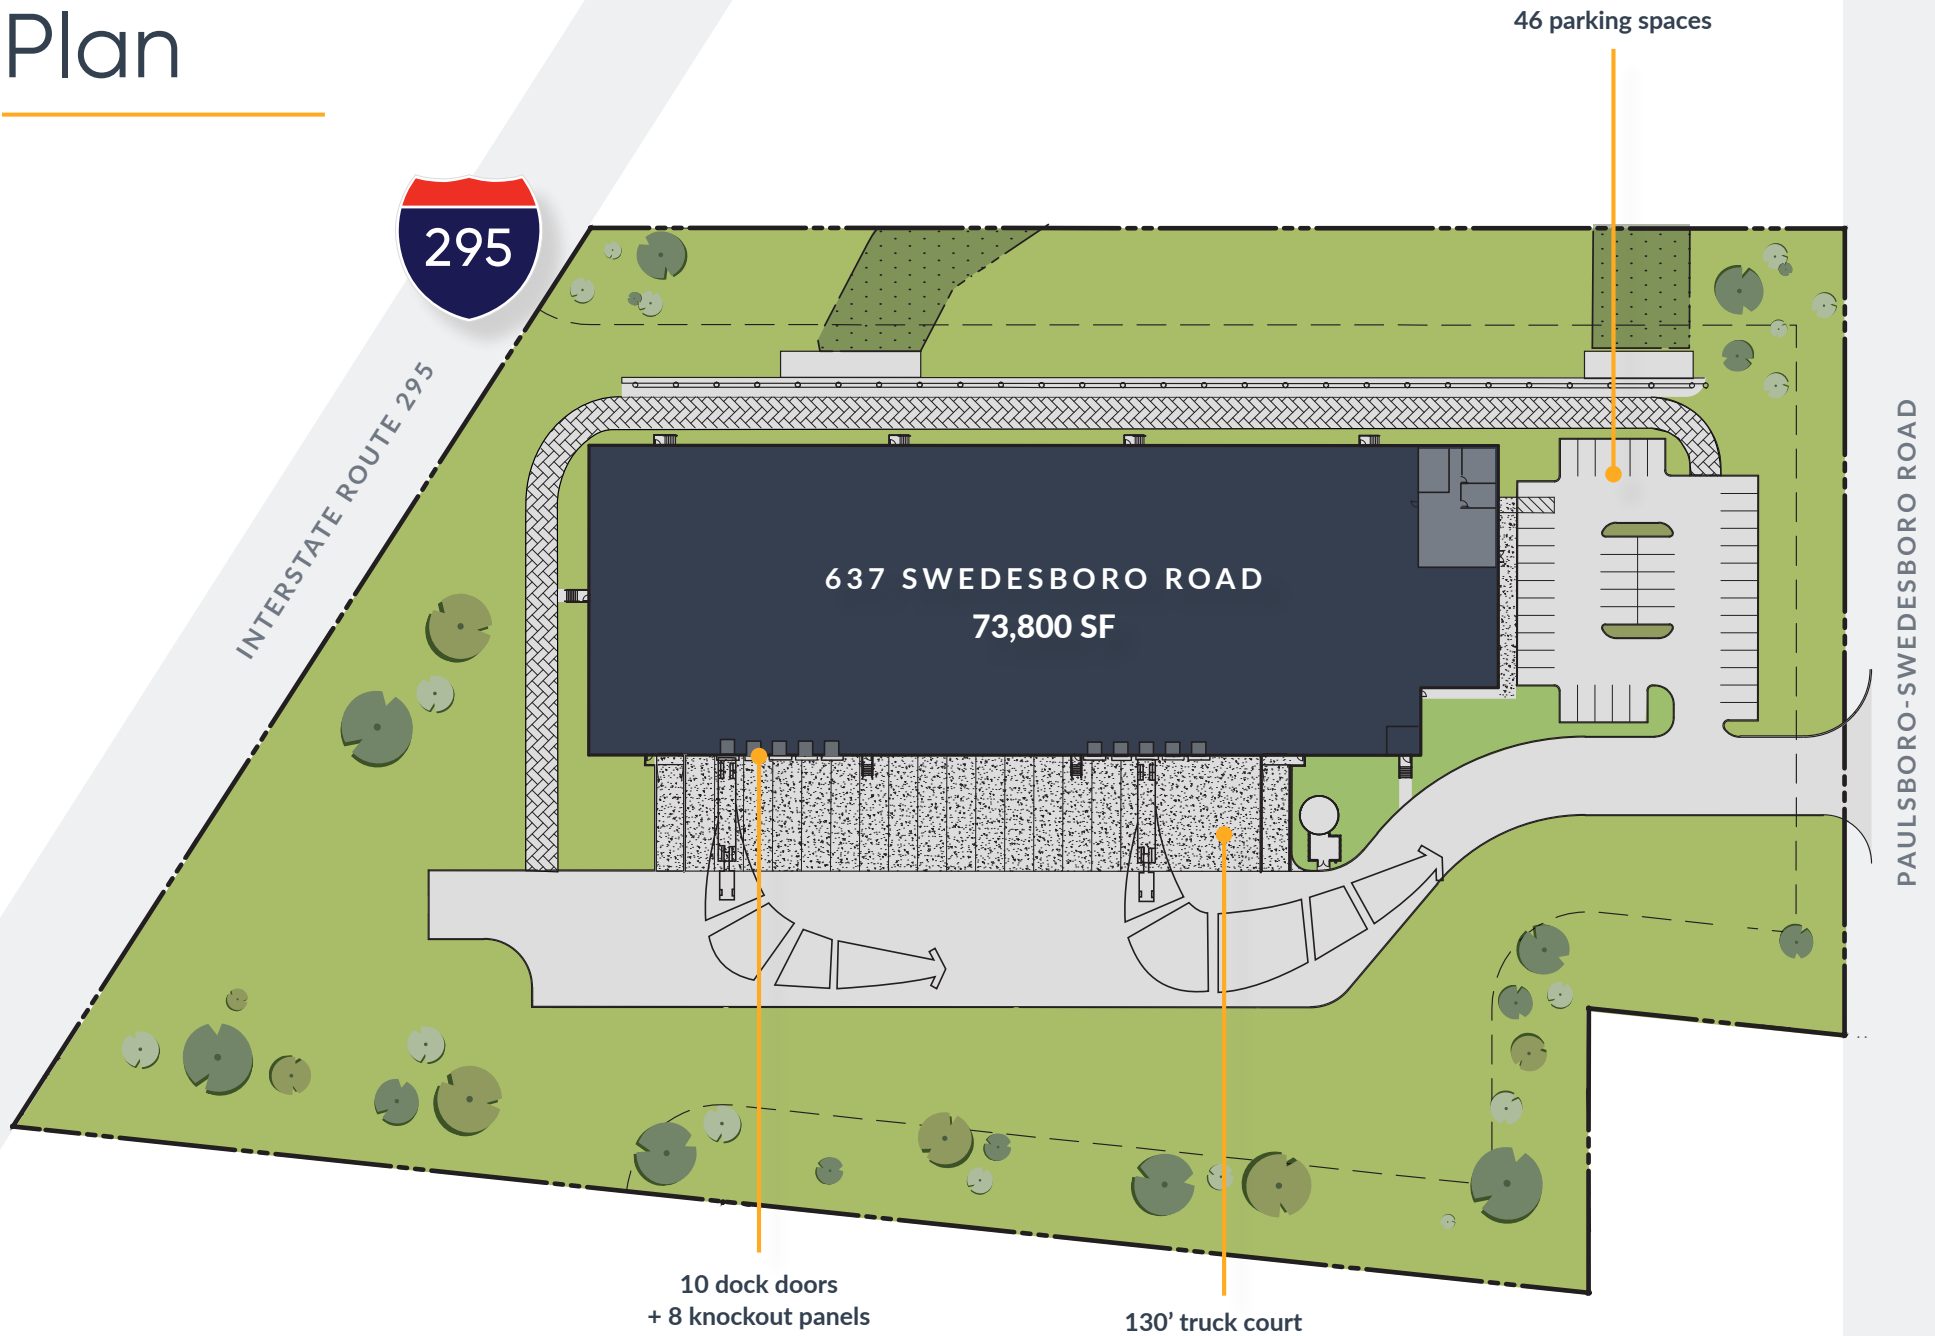 Plan
46 parking spaces
295
INTERSTATE ROUTE 295
637 SWEDESBORO ROAD
73,800 SF
PAULSBORO-SWEDESBORO ROAD
10 dock doors
+ 8 knockout panels
130’ truck court